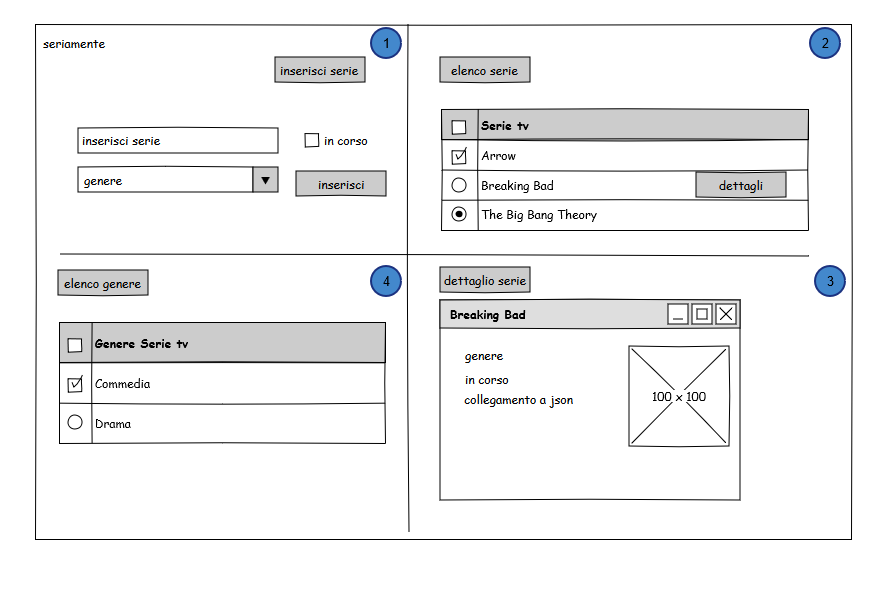 seriamente
1
inserisci serie
inserisci serie
in corso
genere
inserisci
2
elenco serie
Serie tv
Arrow
Breaking Bad
dettagli
The Big Bang Theory
4
elenco genere
Genere Serie tv
Commedia
Drama
3
dettaglio serie
Breaking Bad
genere
in corso
collegamento a json
100 x 100